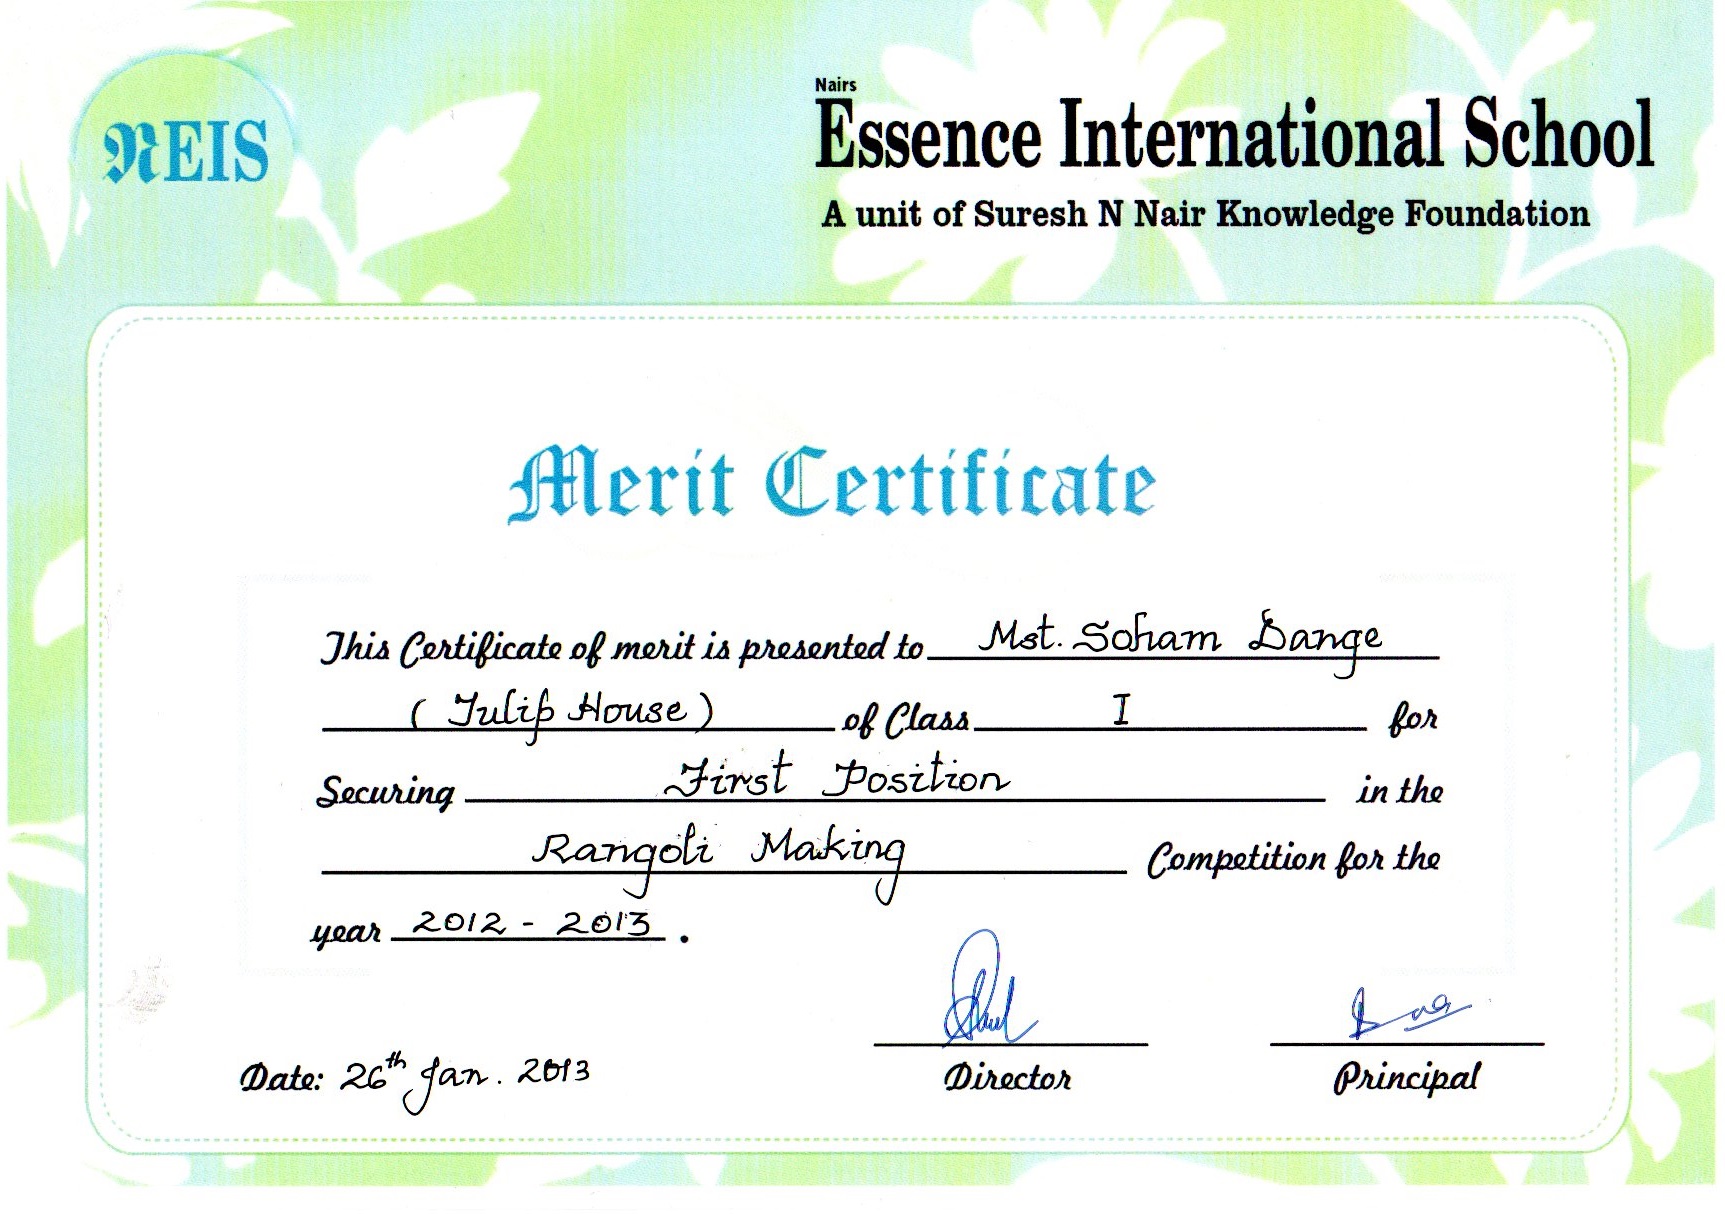 NEIS
Nairs
Essence International School
A unit of Suresh N Nair Knowledge Foundation
Merit Certificate
This Certificate of merit is presented to Mst. Soham Dange
( Tulip House ) of Class I for
Securing First Position in the
Rangoli Making Competition for the
year 2012 - 2013 .
Date: 26th Jan. 2013
Director
Principal